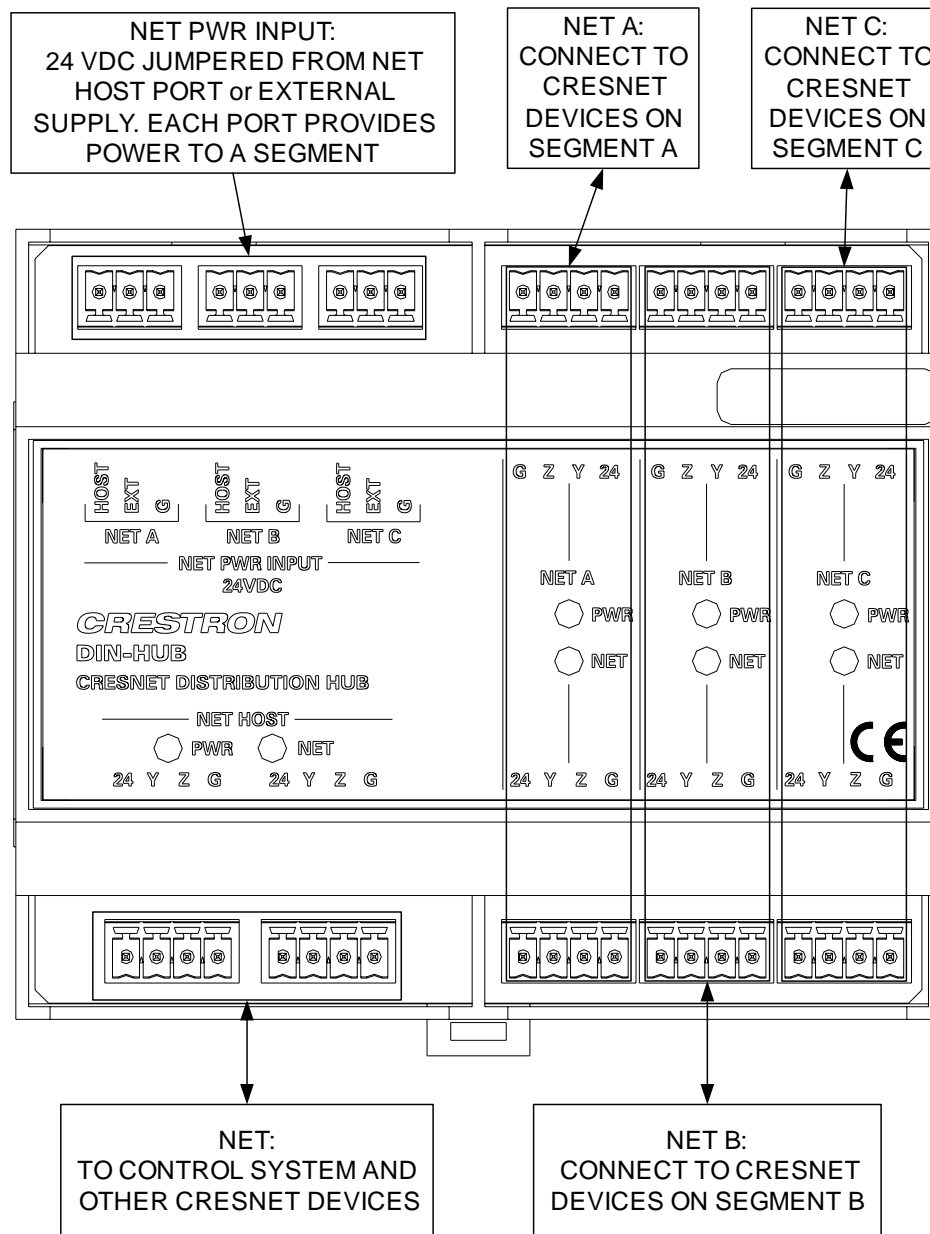 NET PWR INPUT:
24 VDC JUMPERED FROM NET
HOST PORT or EXTERNAL
SUPPLY. EACH PORT PROVIDES
POWER TO A SEGMENT
NET A:
CONNECT TO
CRESNET
DEVICES ON
SEGMENT A
NET C:
CONNECT TO
CRESNET
DEVICES ON
SEGMENT C
HOST EXT G
NET A
HOST EXT G
NET B
HOST EXT G
NET C
NET PWR INPUT
24VDC
CRESTRON
DIN-HUB
CRESNET DISTRIBUTION HUB
NET HOST
PWR NET
24 Y Z G 24 Y Z G
G Z Y 24
NET A
PWR
NET
24 Y Z G
G Z Y 24
NET B
PWR
NET
24 Y Z G
G Z Y 24
NET C
PWR
NET
CE
24 Y Z G
NET:
TO CONTROL SYSTEM AND
OTHER CRESNET DEVICES
NET B:
CONNECT TO CRESNET
DEVICES ON SEGMENT B